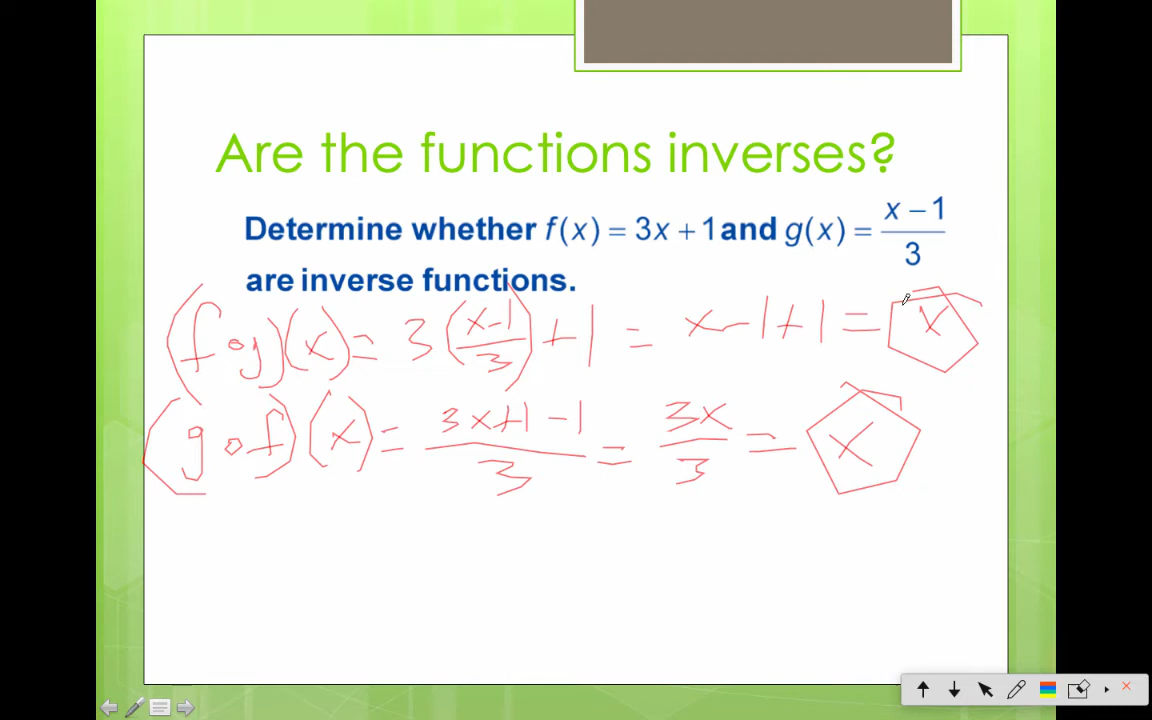 Are the functions inverses?
Determine whether f(x) = 3x + 1 and g(x) = (x − 1)/3
are inverse functions.
(f∘g)(x) = 3((x-1)/3) + 1 = x-1+1 = x
(g∘f)(x) = (3x+1-1)/3 = 3x/3 = x